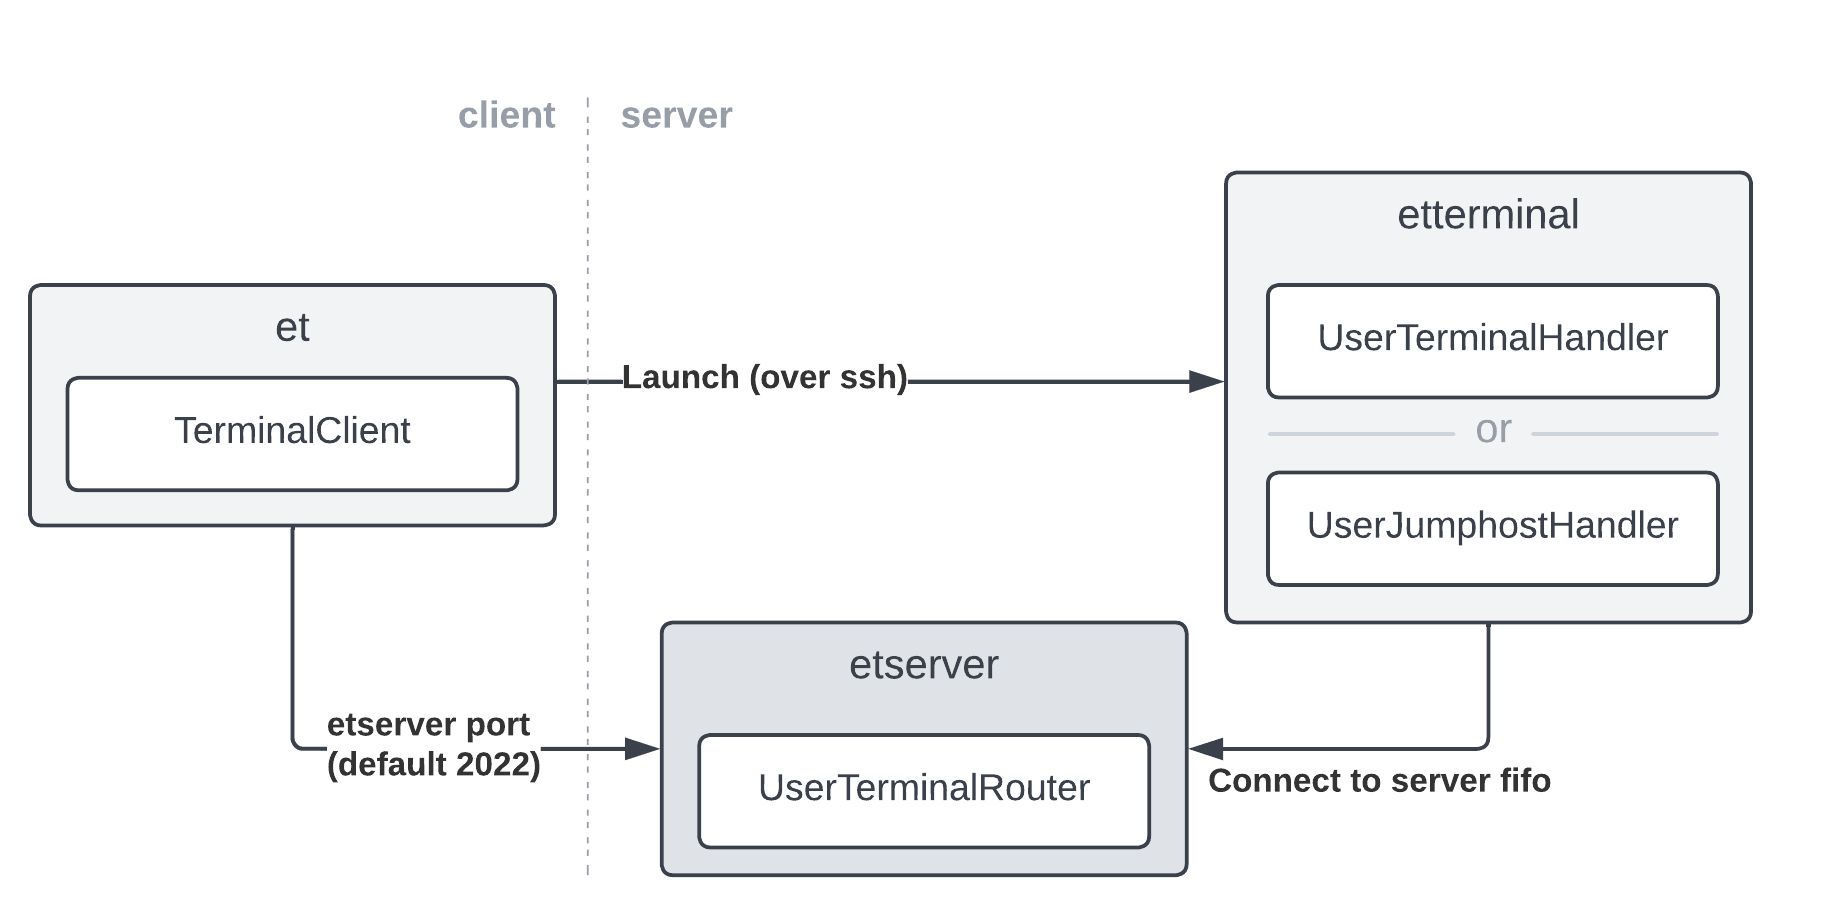 client
server
etterminal
et
UserTerminalHandler
TerminalClient
Launch (over ssh)
or
UserJumphostHandler
etserver
etserver port
(default 2022)
UserTerminalRouter
Connect to server fifo